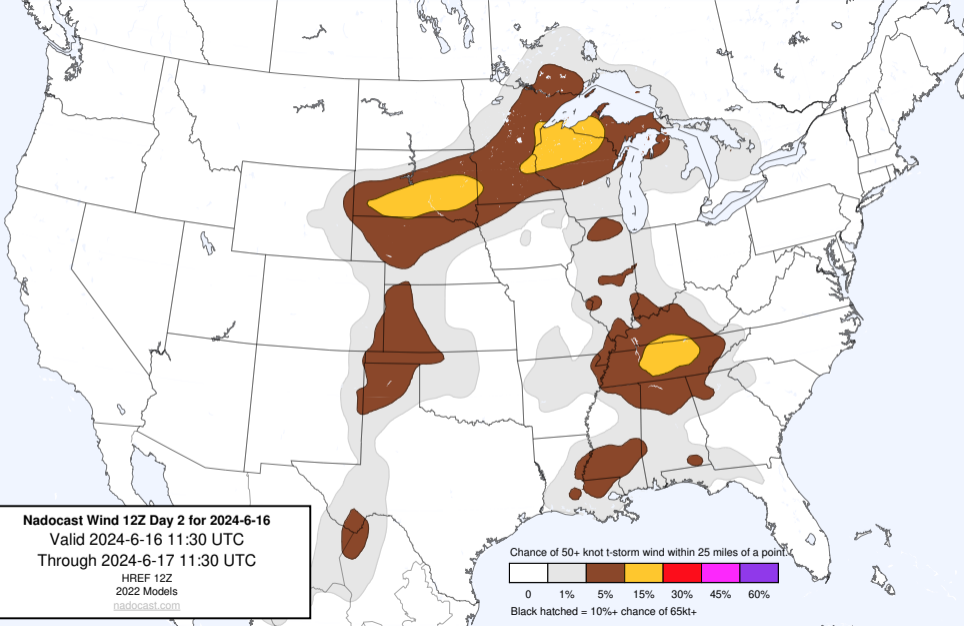 Nadocast Wind 12Z Day 2 for 2024-6-16
Valid 2024-6-16 11:30 UTC
Through 2024-6-17 11:30 UTC
HREF 12Z
2022 Models
nadocast.com
Chance of 50+ knot t-storm wind within 25 miles of a point.
0 1% 5% 15% 30% 45% 60%
Black hatched = 10%+ chance of 65kt+